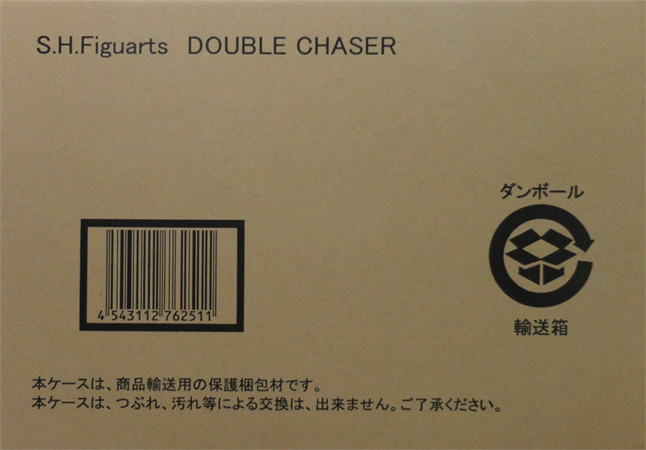 S.H.Figuarts DOUBLE CHASER
ダンボール
4 543112 762511
輸送箱
本ケースは、商品輸送用の保護梱包材です。
本ケースは、つぶれ、汚れ等による交換は、出来ません。ご了承ください。